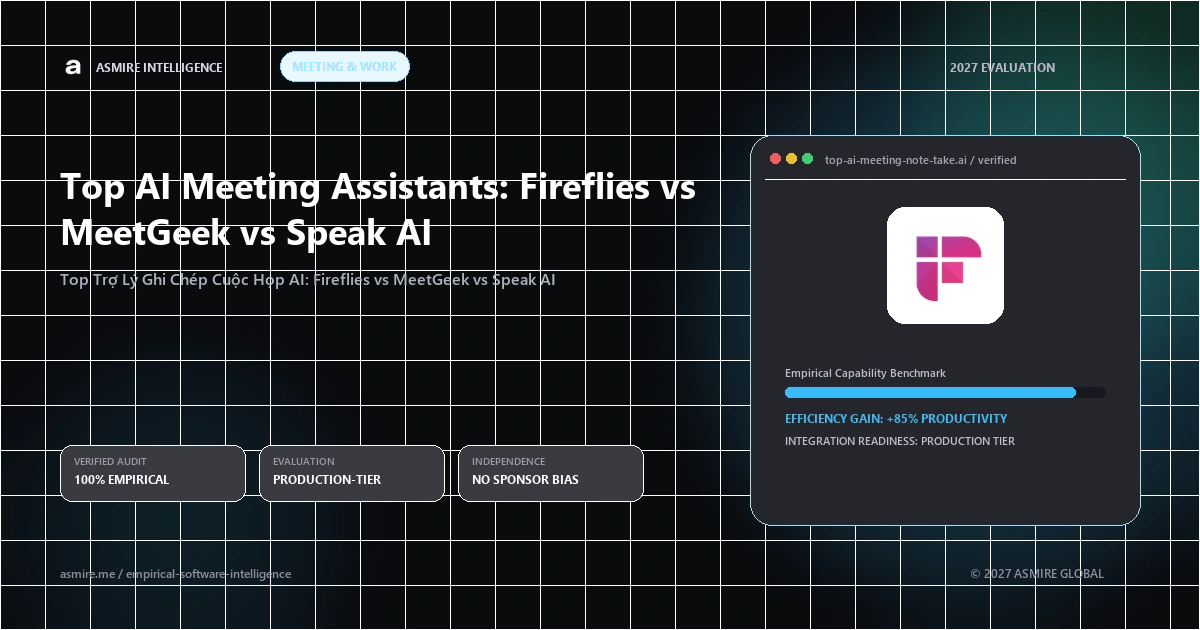 a ASMIRE INTELLIGENCE
MEETING & WORK
2027 EVALUATION
Top AI Meeting Assistants: Fireflies vs
MeetGeek vs Speak AI
Top Trợ Lý Ghi Chép Cuộc Họp AI: Fireflies vs MeetGeek vs Speak AI
top-ai-meeting-note-take.ai / verified
Empirical Capability Benchmark
EFFICIENCY GAIN: +85% PRODUCTIVITY
INTEGRATION READINESS: PRODUCTION TIER
VERIFIED AUDIT
100% EMPIRICAL
EVALUATION
PRODUCTION-TIER
INDEPENDENCE
NO SPONSOR BIAS
asmire.me / empirical-software-intelligence
© 2027 ASMIRE GLOBAL